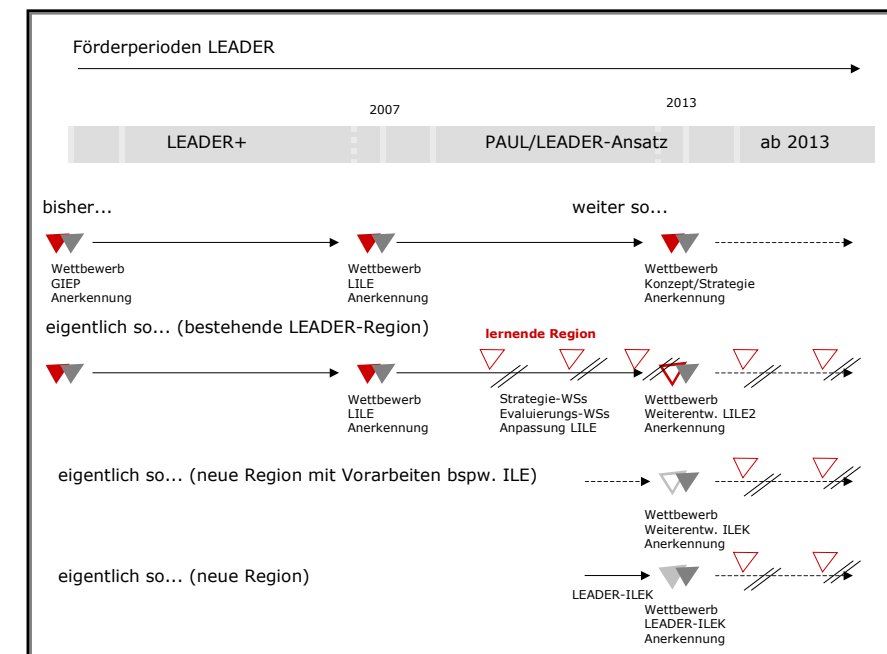 Förderperioden LEADER
2007
2013
LEADER+
PAUL/LEADER-Ansatz
ab 2013
bisher...
weiter so...
Wettbewerb
GIEP
Anerkennung
Wettbewerb
LILE
Anerkennung
Wettbewerb
Konzept/Strategie
Anerkennung
eigentlich so... (bestehende LEADER-Region)
lernende Region
Wettbewerb
LILE
Anerkennung
Strategie-WSs
Evaluierungs-WSs
Anpassung LILE
Wettbewerb
Weiterentw. LILE2
Anerkennung
eigentlich so... (neue Region mit Vorarbeiten bspw. ILE)
Wettbewerb
Weiterentw. ILEK
Anerkennung
eigentlich so... (neue Region)
LEADER-ILEK
Wettbewerb
LEADER-ILEK
Anerkennung